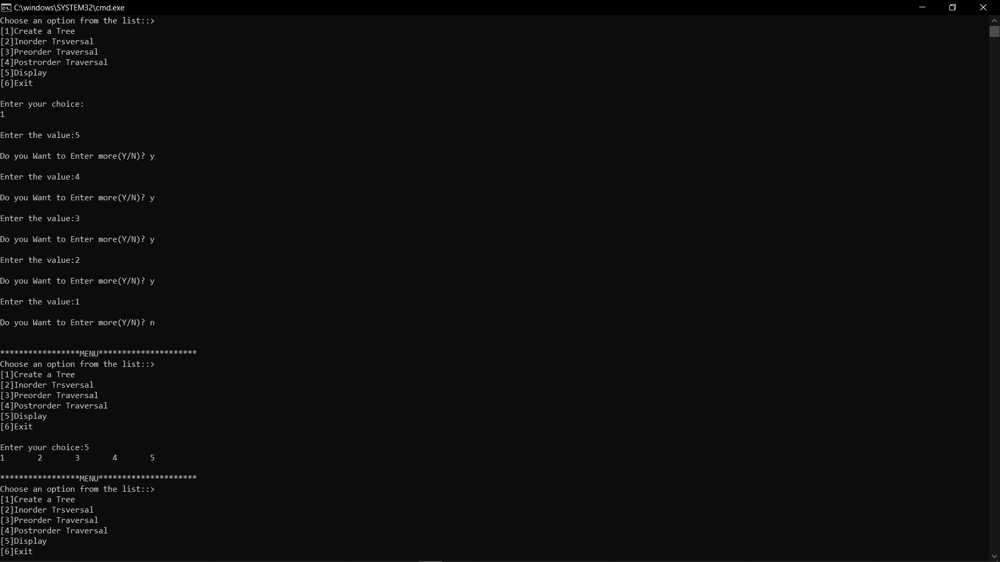 C:\windows\SYSTEM32\cmd.exe
Choose an option from the list::>
[1]Create a Tree
[2]Inorder Trsversal
[3]Preorder Traversal
[4]Postrorder Traversal
[5]Display
[6]Exit
Enter your choice:
1
Enter the value:5
Do you Want to Enter more(Y/N)? y
Enter the value:4
Do you Want to Enter more(Y/N)? y
Enter the value:3
Do you Want to Enter more(Y/N)? y
Enter the value:2
Do you Want to Enter more(Y/N)? y
Enter the value:1
Do you Want to Enter more(Y/N)? n
*****************MENU*********************
Choose an option from the list::>
[1]Create a Tree
[2]Inorder Trsversal
[3]Preorder Traversal
[4]Postrorder Traversal
[5]Display
[6]Exit
Enter your choice:5
1       2       3       4       5
*****************MENU*********************
Choose an option from the list::>
[1]Create a Tree
[2]Inorder Trsversal
[3]Preorder Traversal
[4]Postrorder Traversal
[5]Display
[6]Exit